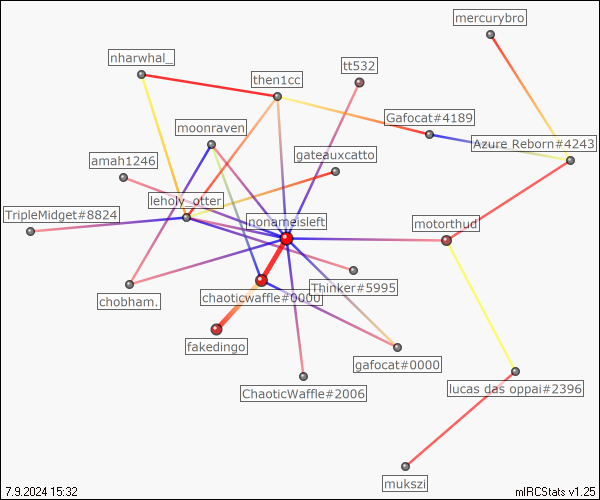 mercurybro
nharwhal_
tt532
then1cc
Gafocat#4189
moonraven
Azure Reborn#4243
gateauxcatto
amah1246
leholy_otter
TripleMidget#8824
nonameisleft
motorthud
Thinker#5995
chaoticwaffle#0000
chobham.
fakedingo
gafocat#0000
ChaoticWaffle#2006
lucas das oppai#2396
mukszi
7.9.2024 15:32
mIRCStats v1.25